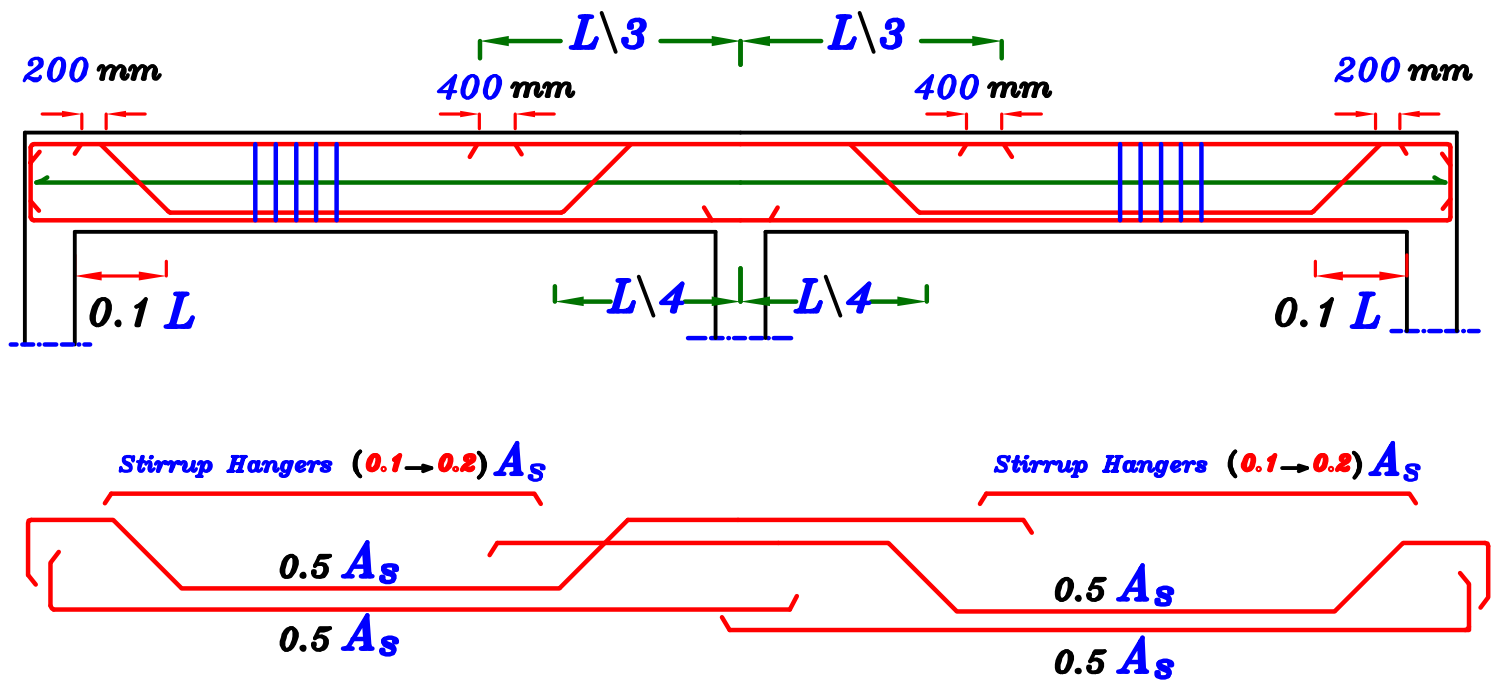 L\3 L\3
200 mm 400 mm 400 mm 200 mm
0.1 L L\4 L\4 0.1 L
Stirrup Hangers (0.1→0.2) As Stirrup Hangers (0.1→0.2) As
0.5 As 0.5 As
0.5 As 0.5 As